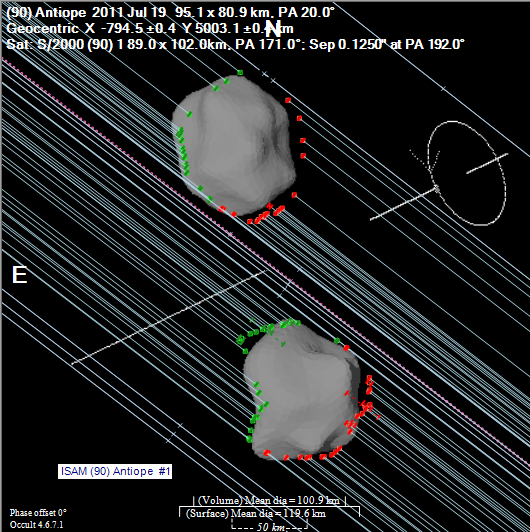 (90) Antiope 2011 Jul 19 95.1 x 80.9 km, PA 20.0°
Geocentric X -794.5 ±0.4 Y 5003.1 ±0.4 km
N
Sat: S/2000 (90) 1 89.0 x 102.0km, PA 171.0°; Sep 0.1250" at PA 192.0°
E
ISAM (90) Antiope #1
(Volume) Mean dia = 100.9 km
Phase offset 0°
(Surface) Mean dia = 119.6 km
Occult 4.6.7.1
50 km